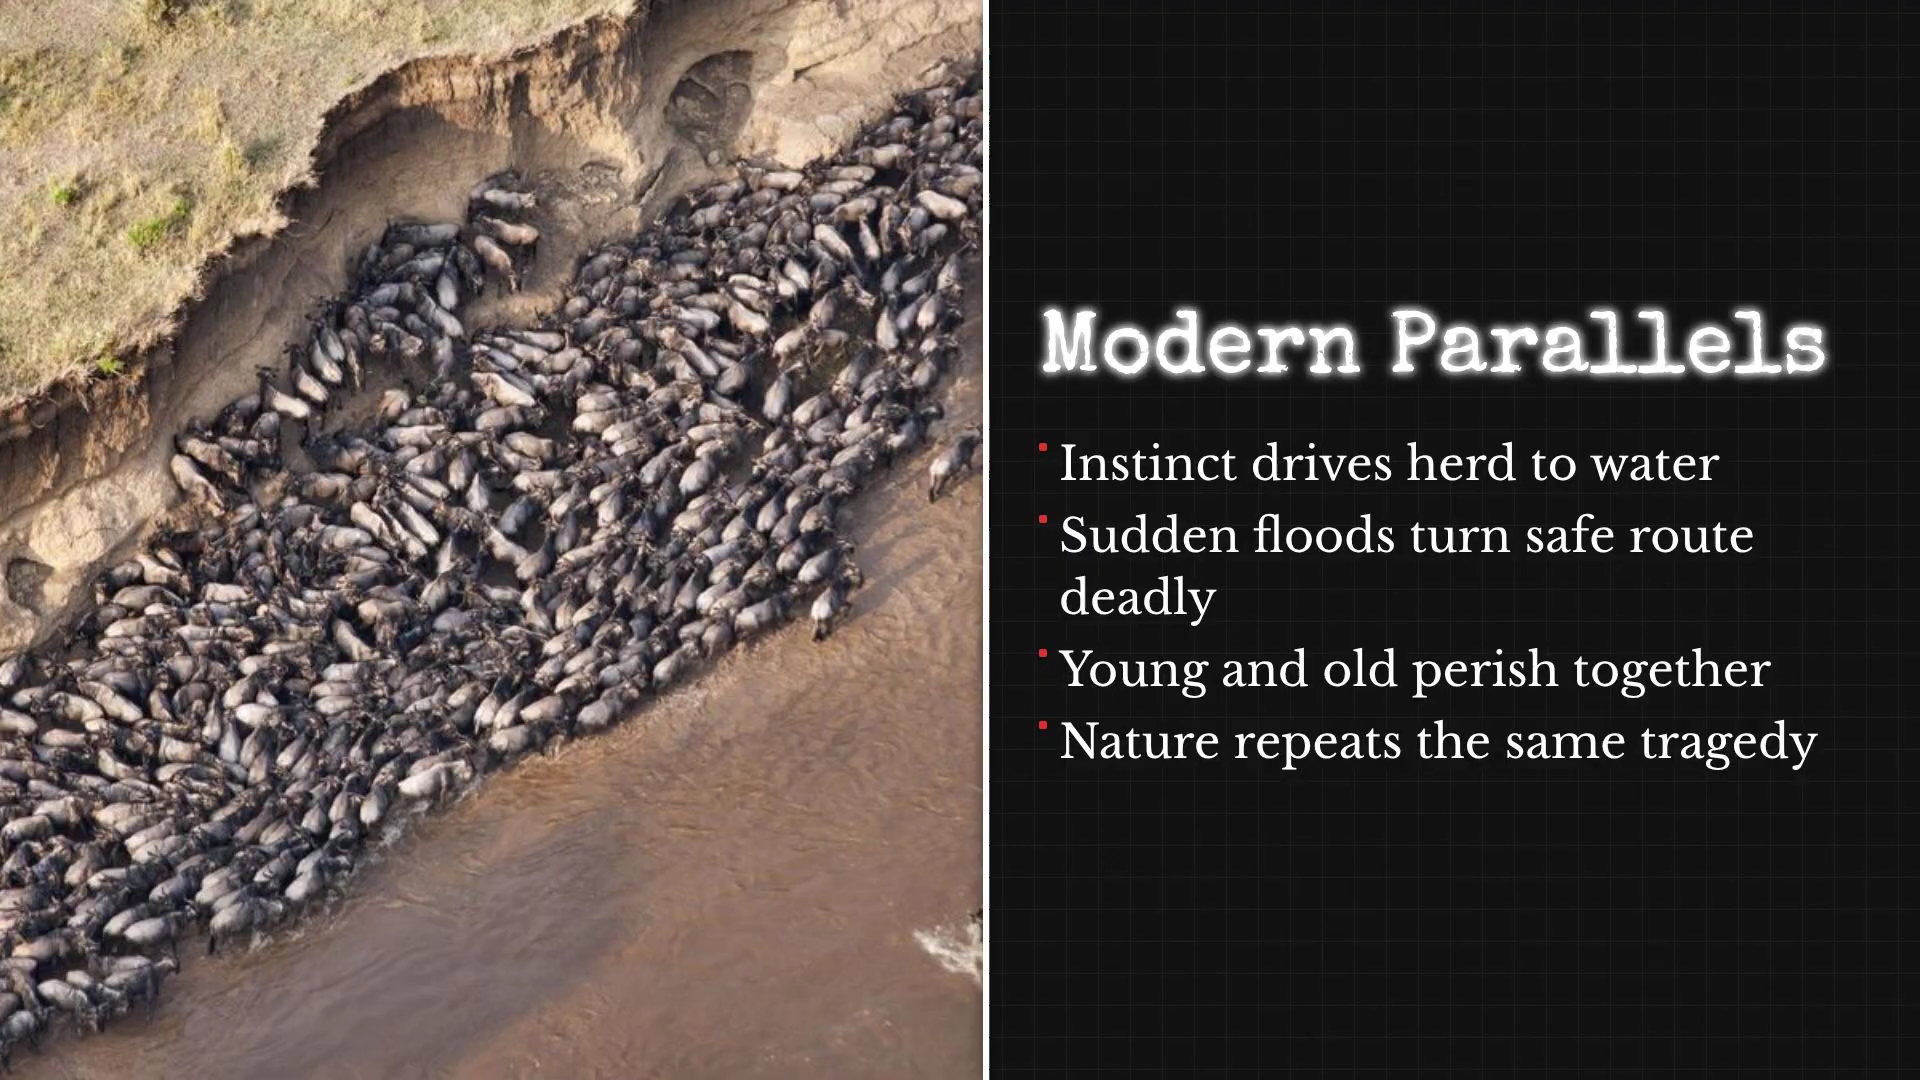 Modern Parallels
Instinct drives herd to water
Sudden floods turn safe route
deadly
Young and old perish together
Nature repeats the same tragedy